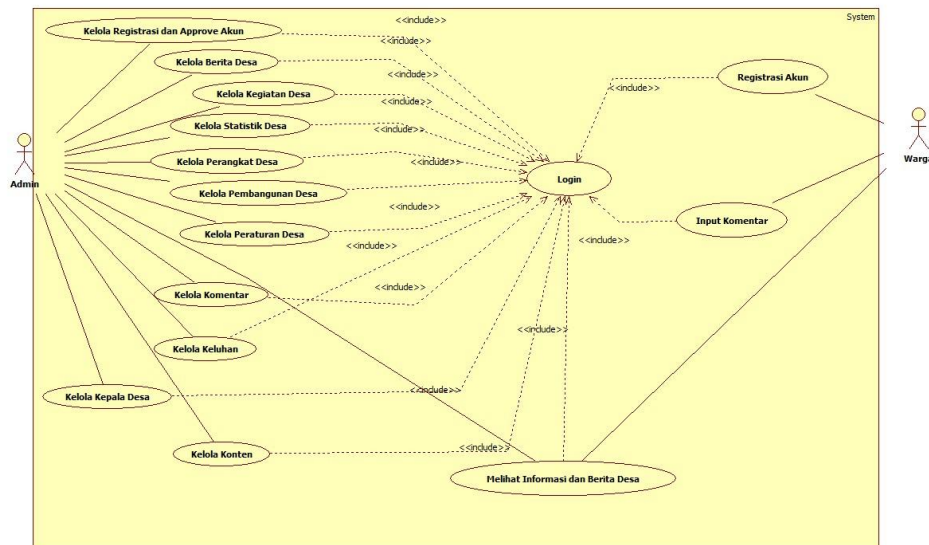 System
<<include>>
Kelola Registrasi dan Approve Akun
<<include>>
Kelola Berita Desa
<<include>>
Kelola Kegiatan Desa
<<include>>
Kelola Statistik Desa
<<include>>
Kelola Perangkat Desa
<<include>>
Kelola Pembangunan Desa
<<include>>
Kelola Peraturan Desa
<<include>>
Kelola Komentar
Kelola Keluhan
<<include>>
Kelola Kepala Desa
<<include>>
Kelola Konten
<<include>>
Melihat Informasi dan Berita Desa
<<include>>
Login
Registrasi Akun
<<include>>
Input Komentar
<<include>>
Admin
Warga